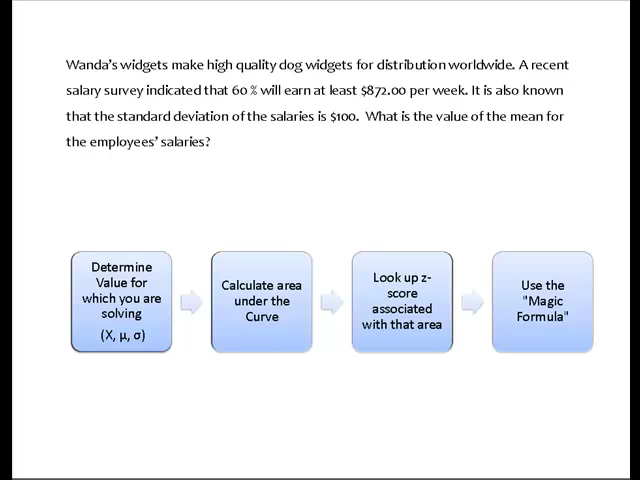 Wanda's widgets make high quality dog widgets for distribution worldwide. A recent
salary survey indicated that 60 % will earn at least $872.00 per week. It is also known
that the standard deviation of the salaries is $100. What is the value of the mean for
the employees' salaries?
Determine
Value for
which you are
solving
(X, μ, σ)
Calculate area
under the
Curve
Look up z-
score
associated
with that area
Use the
"Magic
Formula"